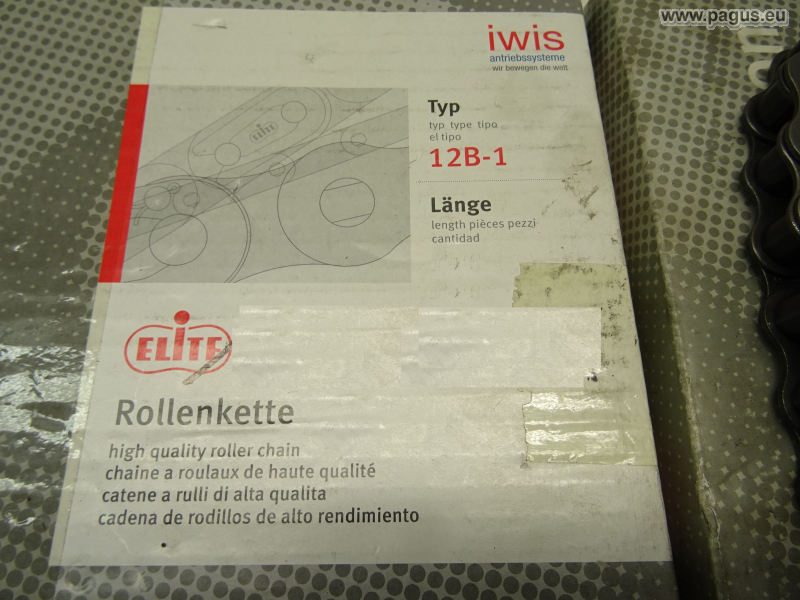 www.pagus.eu
iwis
antriebssysteme
wir bewegen die welt
Typ
typ type tipo
el tipo
12B-1
Länge
length pièces pezzi
cantidad
ELITE
Rollenkette
high quality roller chain
chaine a roulaux de haute qualité
catene a rulli di alta qualita
cadena de rodillos de alto rendimiento